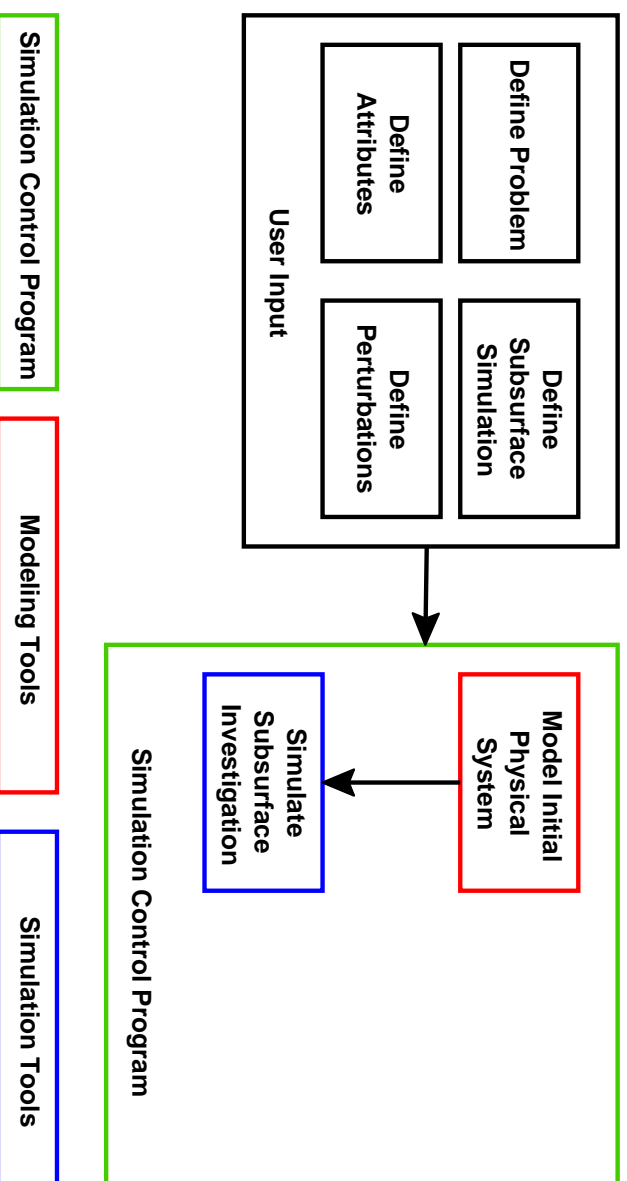 Define Problem
Define
Subsurface
Simulation
Define
Attributes
Define
Perturbations
User Input
Model Initial
Physical
System
Simulate
Subsurface
Investigation
Simulation Control Program
Simulation Control Program
Modeling Tools
Simulation Tools